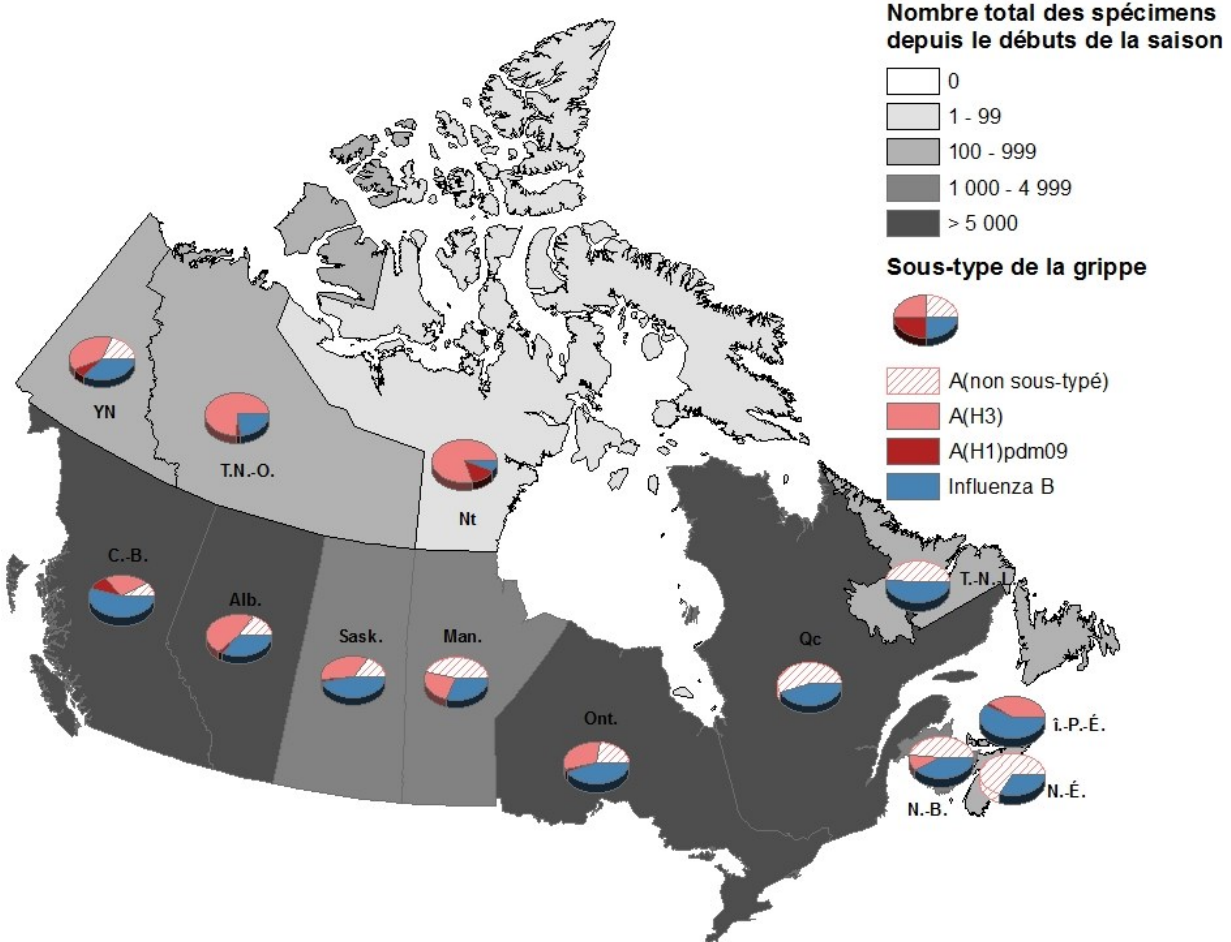 Nombre total des spécimens
depuis le débuts de la saison
0
1 - 99
100 - 999
1 000 - 4 999
> 5 000
Sous-type de la grippe
A(non sous-typé)
A(H3)
A(H1)pdm09
Influenza B
YN
T.N.-O.
Nt
C.-B.
Alb.
Sask.
Man.
Ont.
Qc
T.-N.-L.
î.-P.-É.
N.-B.
N.-É.